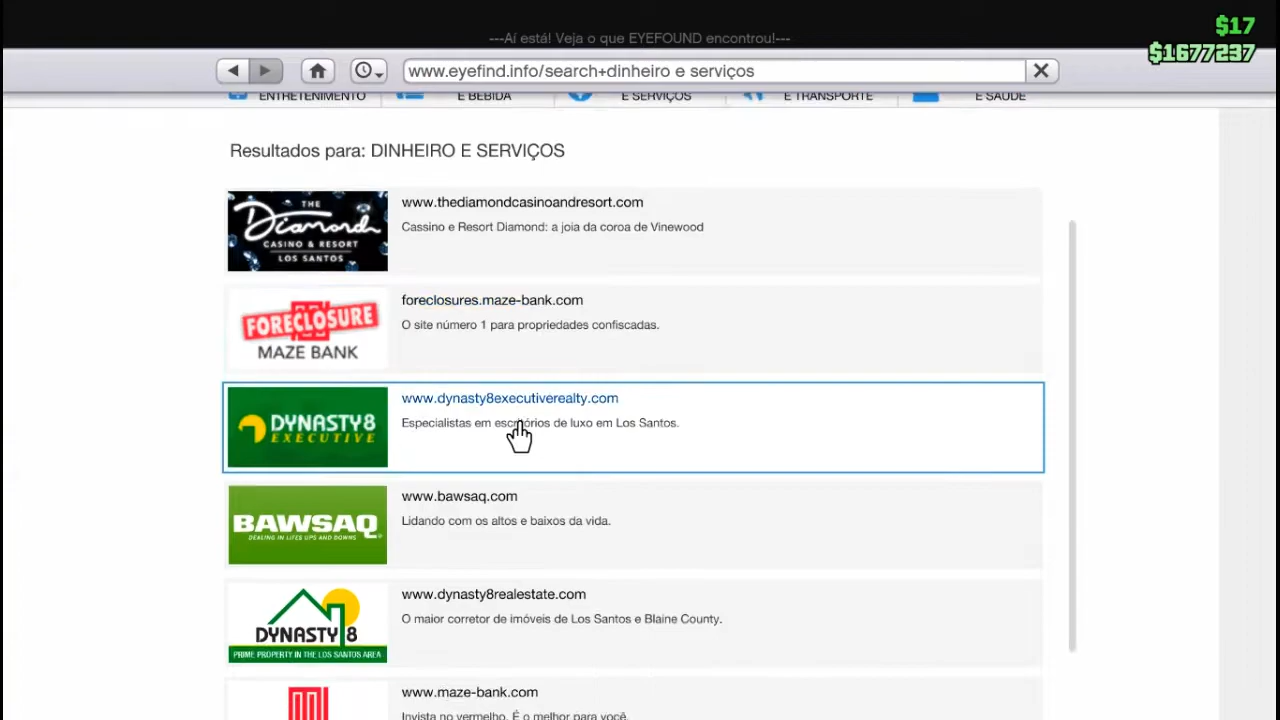 $17
---Aí está! Veja o que EYEFOUND encontrou!---
$1677237
www.eyefind.info/search+dinheiro e serviços
ENTRETENIMENTO
E BEBIDA
E SERVIÇOS
E TRANSPORTE
E SAÚDE
Resultados para: DINHEIRO E SERVIÇOS
THE
Diamond
CASINO & RESORT
LOS SANTOS
www.thediamondcasinoandresort.com
Cassino e Resort Diamond: a joia da coroa de Vinewood
FORECLOSURE
MAZE BANK
foreclosures.maze-bank.com
O site número 1 para propriedades confiscadas.
DYNASTY8
EXECUTIVE
www.dynasty8executiverealty.com
Especialistas em escritórios de luxo em Los Santos.
BAWSAQ
DEALING IN LIFES UPS AND DOWNS
www.bawsaq.com
Lidando com os altos e baixos da vida.
DYNASTY 8
PRIME PROPERTY IN THE LOS SANTOS AREA
www.dynasty8realestate.com
O maior corretor de imóveis de Los Santos e Blaine County.
www.maze-bank.com
Invista no vermelho. É o melhor para você.